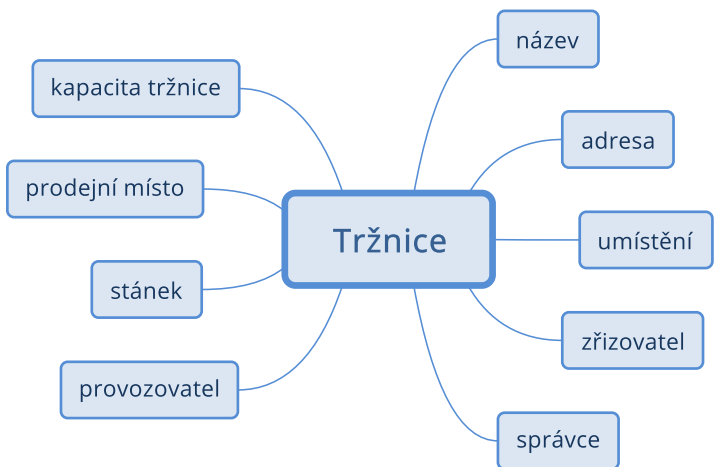 název
kapacita tržnice
adresa
prodejní místo
Tržnice
umístění
stánek
zřizovatel
provozovatel
správce